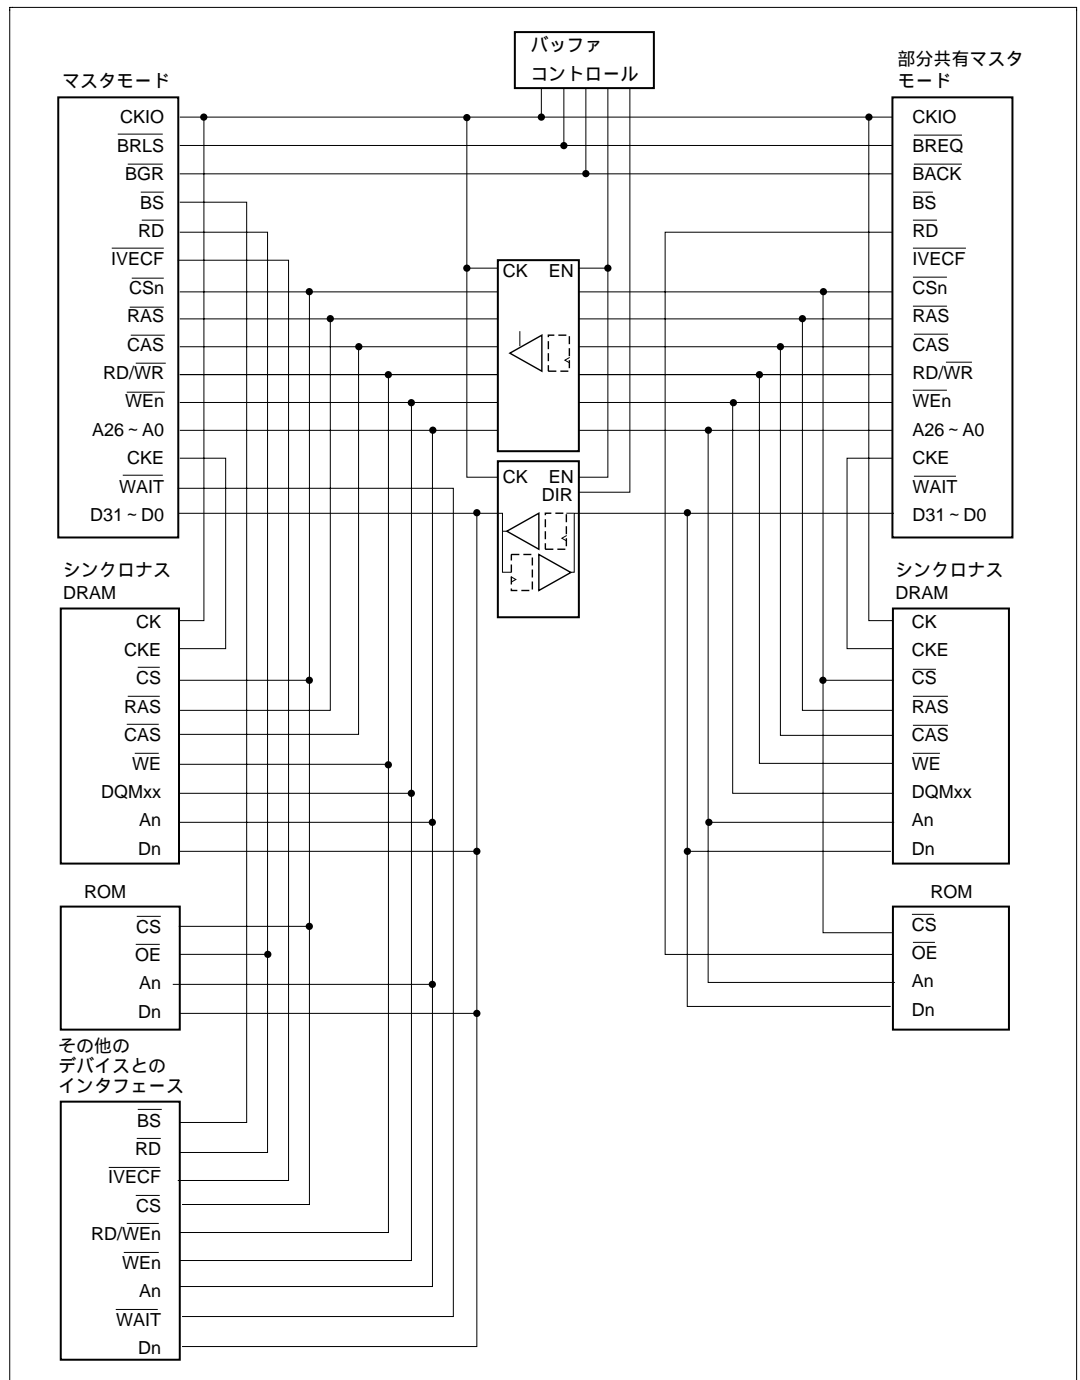 バッファ
コントロール
マスタモード
CKIO
BRLS
BGR
BS
RD
IVECF
CSn
RAS
CAS
RD/WR
WEn
A26 ~ A0
CKE
WAIT
D31 ~ D0
部分共有マスタ
モード
CKIO
BREQ
BACK
BS
RD
IVECF
CSn
RAS
CAS
RD/WR
WEn
A26 ~ A0
CKE
WAIT
D31 ~ D0
CK EN
CK EN
DIR
シンクロナス
DRAM
CK
CKE
CS
RAS
CAS
WE
DQMxx
An
Dn
シンクロナス
DRAM
CK
CKE
CS
RAS
CAS
WE
DQMxx
An
Dn
ROM
CS
OE
An
Dn
ROM
CS
OE
An
Dn
その他の
デバイスとの
インタフェース
BS
RD
IVECF
CS
RD/WEn
WEn
An
WAIT
Dn